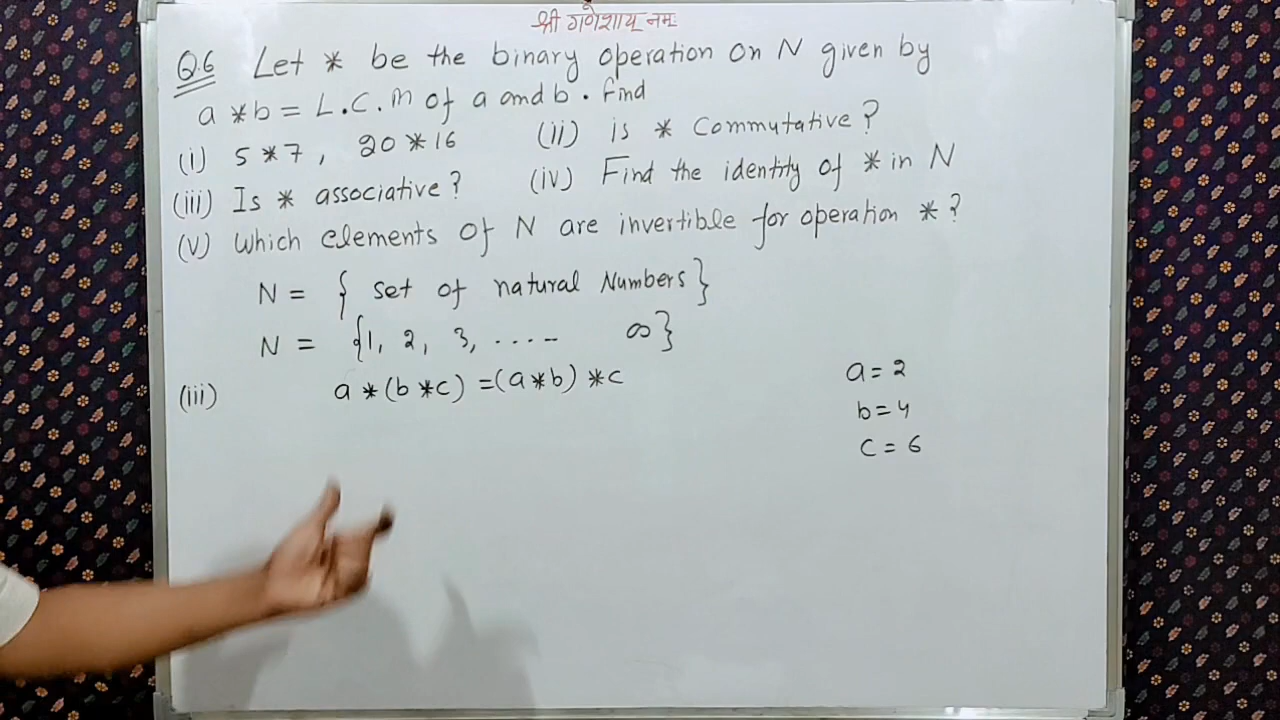 श्री गणेशाय नमः
Q.6 Let * be the binary operation on N given by
a * b = L.C.M of a and b . Find
(i) 5 * 7 , 20 * 16 (ii) is * Commutative ?
(iii) Is * associative ? (iv) Find the identity of * in N
(v) Which elements of N are invertible for operation * ?
N = { set of natural Numbers }
N = {1, 2, 3, ..... ∞}
(iii) a * (b * c) = (a * b) * c
a = 2
b = 4
c = 6